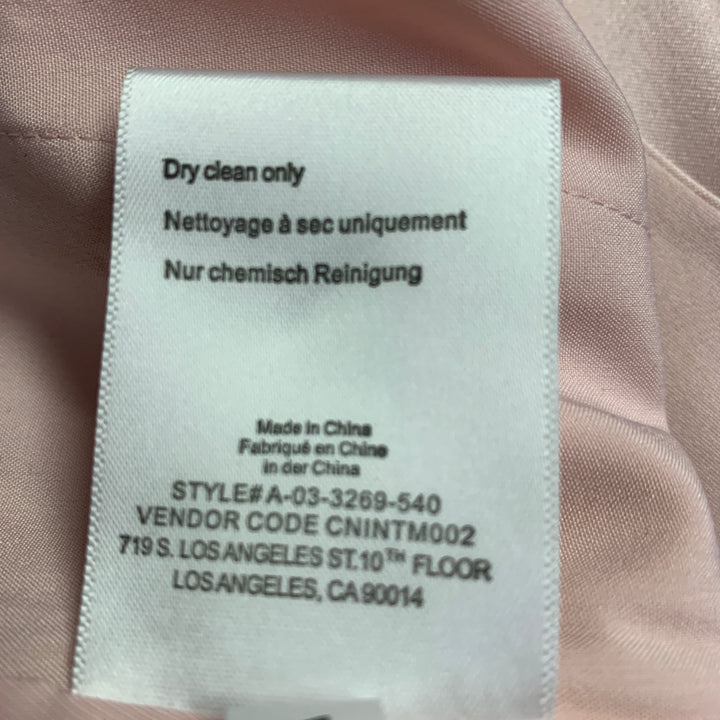 Dry clean only
Nettoyage à sec uniquement
Nur chemisch Reinigung
Made in China
Fabriqué en Chine
in der China
STYLE# A-03-3269-540
VENDOR CODE CNINTM002
719 S. LOS ANGELES ST.10TH FLOOR
LOS ANGELES, CA 90014